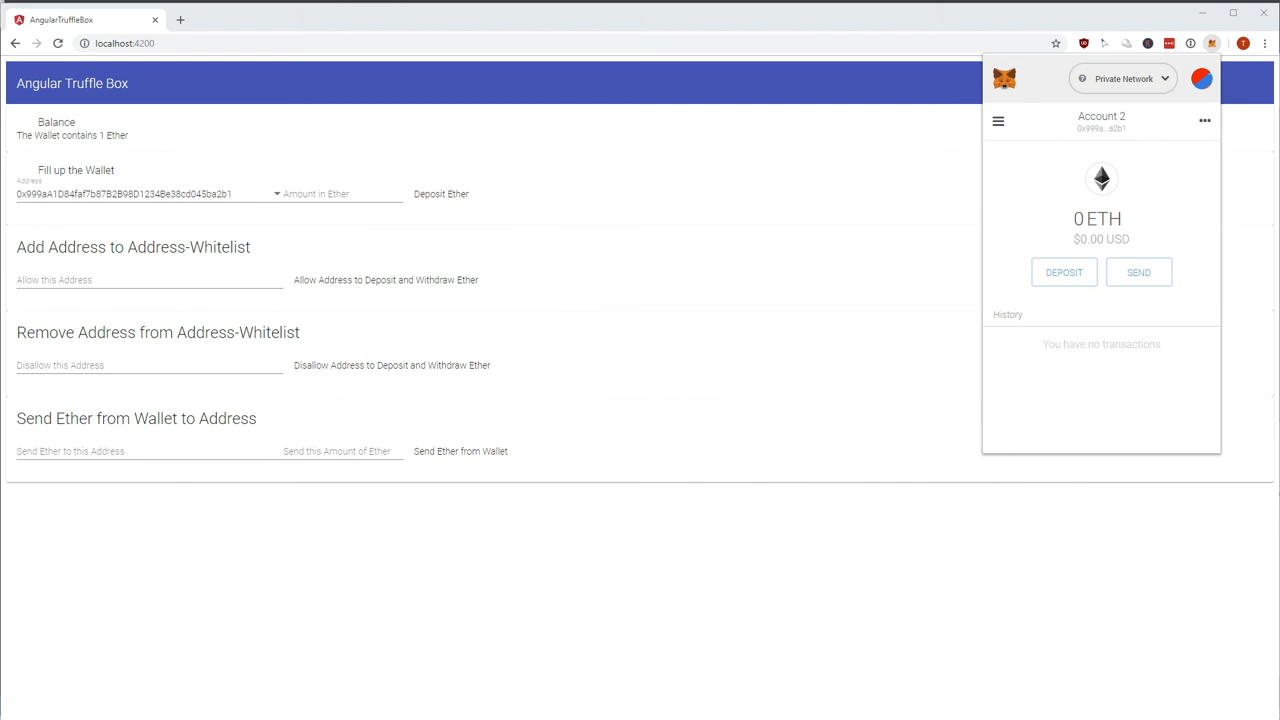 AngularTruffleBox
localhost:4200
Angular Truffle Box
Balance
The Wallet contains 1 Ether
Fill up the Wallet
Address
0x999aA1D84faf7b87B2B98D1234Be38cd045ba2b1
Amount in Ether
Deposit Ether
Add Address to Address-Whitelist
Allow this Address
Allow Address to Deposit and Withdraw Ether
Remove Address from Address-Whitelist
Disallow this Address
Disallow Address to Deposit and Withdraw Ether
Send Ether from Wallet to Address
Send Ether to this Address
Send this Amount of Ether
Send Ether from Wallet
Private Network
Account 2
0x999a...a2b1
0 ETH
$0.00 USD
DEPOSIT
SEND
History
You have no transactions
T